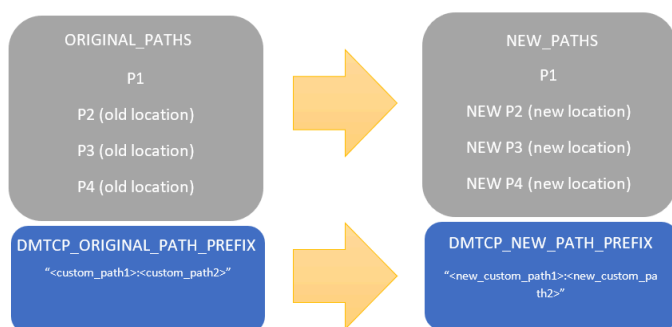 ORIGINAL_PATHS
P1
P2 (old location)
P3 (old location)
P4 (old location)
DMTCP_ORIGINAL_PATH_PREFIX
“<custom_path1>:<custom_path2>”
NEW_PATHS
P1
NEW P2 (new location)
NEW P3 (new location)
NEW P4 (new location)
DMTCP_NEW_PATH_PREFIX
“<new_custom_path1>:<new_custom_pa
th2>”